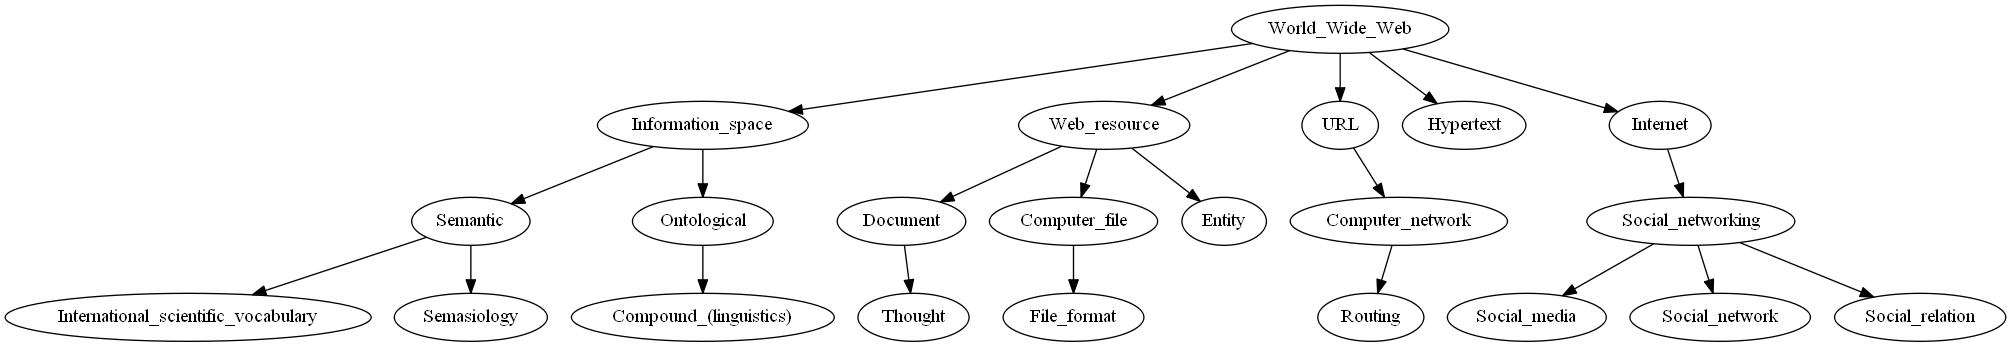 World_Wide_Web
Information_space
Web_resource
URL
Hypertext
Internet
Semantic
Ontological
Document
Computer_file
Entity
Computer_network
Social_networking
International_scientific_vocabulary
Semasiology
Compound_(linguistics)
Thought
File_format
Routing
Social_media
Social_network
Social_relation